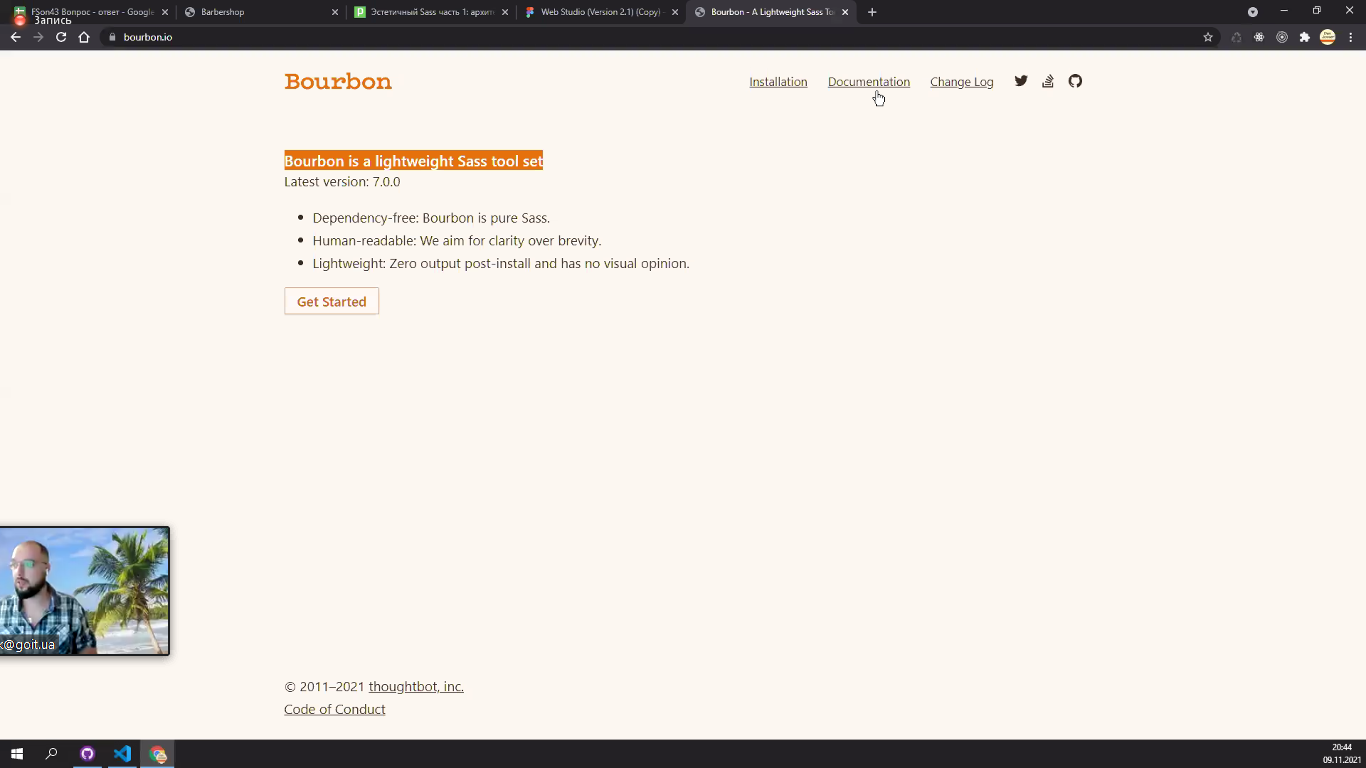 FSon43 Вопрос - ответ - Google
Barbershop
Эстетичный Sass часть 1: архит
Web Studio (Version 2.1) (Copy) –
Bourbon - A Lightweight Sass To
Запись
bourbon.io
Bourbon
Installation
Documentation
Change Log
Bourbon is a lightweight Sass tool set
Latest version: 7.0.0
Dependency-free: Bourbon is pure Sass.
Human-readable: We aim for clarity over brevity.
Lightweight: Zero output post-install and has no visual opinion.
Get Started
k@goit.ua
© 2011–2021 thoughtbot, inc.
Code of Conduct
20:44
09.11.2021